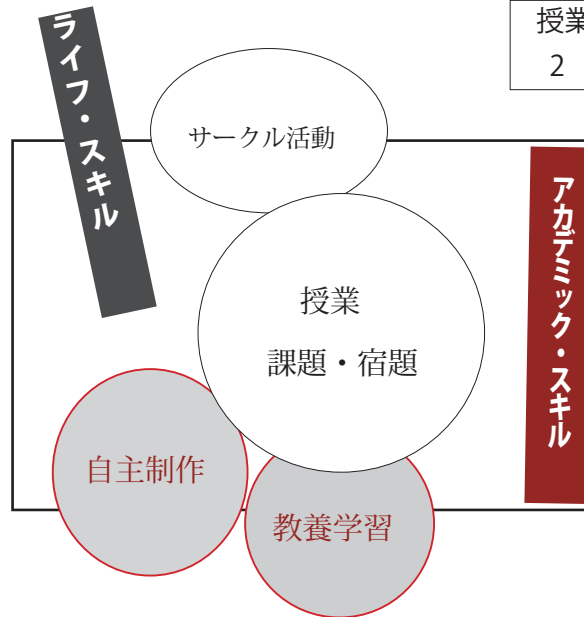 ライフ・スキル
授業
2
サークル活動
アカデミック・スキル
授業
課題・宿題
自主制作
教養学習